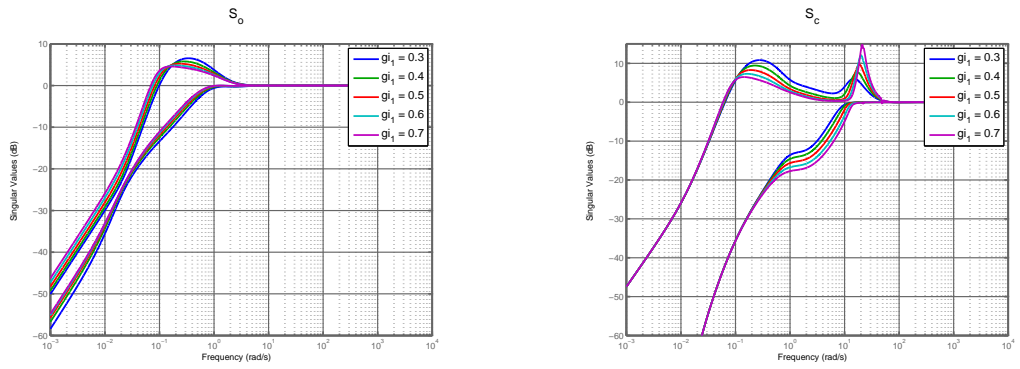 S_o
10
0
−10
−20
−30
−40
−50
−60
Singular Values (dB)
10^−3 10^−2 10^−1 10^0 10^1 10^2 10^3 10^4
Frequency (rad/s)
gi_1 = 0.3
gi_1 = 0.4
gi_1 = 0.5
gi_1 = 0.6
gi_1 = 0.7
S_c
10
0
−10
−20
−30
−40
−50
−60
Singular Values (dB)
10^−3 10^−2 10^−1 10^0 10^1 10^2 10^3 10^4
Frequency (rad/s)
gi_1 = 0.3
gi_1 = 0.4
gi_1 = 0.5
gi_1 = 0.6
gi_1 = 0.7